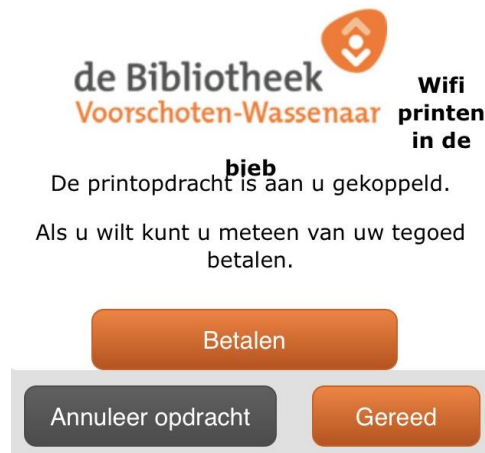 de Bibliotheek
Voorschoten-Wassenaar
Wifi
printen
in de
bieb
De printopdracht is aan u gekoppeld.
Als u wilt kunt u meteen van uw tegoed
betalen.
Betalen
Annuleer opdracht
Gereed